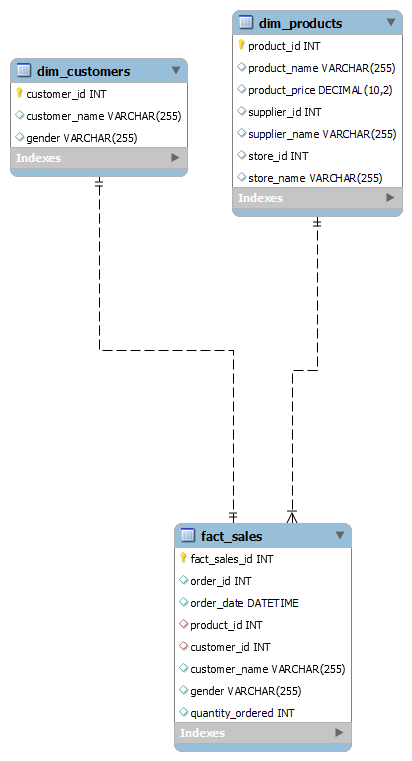 dim_customers
customer_id INT
customer_name VARCHAR(255)
gender VARCHAR(255)
Indexes
dim_products
product_id INT
product_name VARCHAR(255)
product_price DECIMAL(10,2)
supplier_id INT
supplier_name VARCHAR(255)
store_id INT
store_name VARCHAR(255)
Indexes
fact_sales
fact_sales_id INT
order_id INT
order_date DATETIME
product_id INT
customer_id INT
customer_name VARCHAR(255)
gender VARCHAR(255)
quantity_ordered INT
Indexes